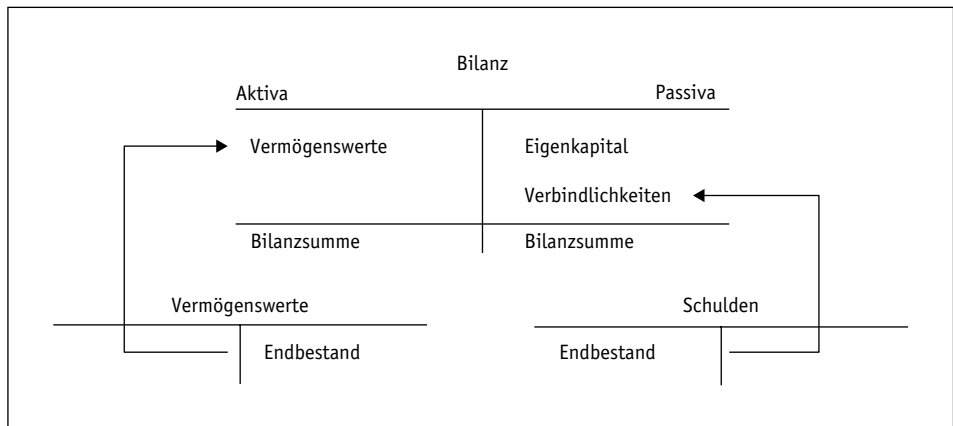 Bilanz
Aktiva Passiva
Vermögenswerte Eigenkapital
Verbindlichkeiten
Bilanzsumme Bilanzsumme
Vermögenswerte Schulden
Endbestand Endbestand